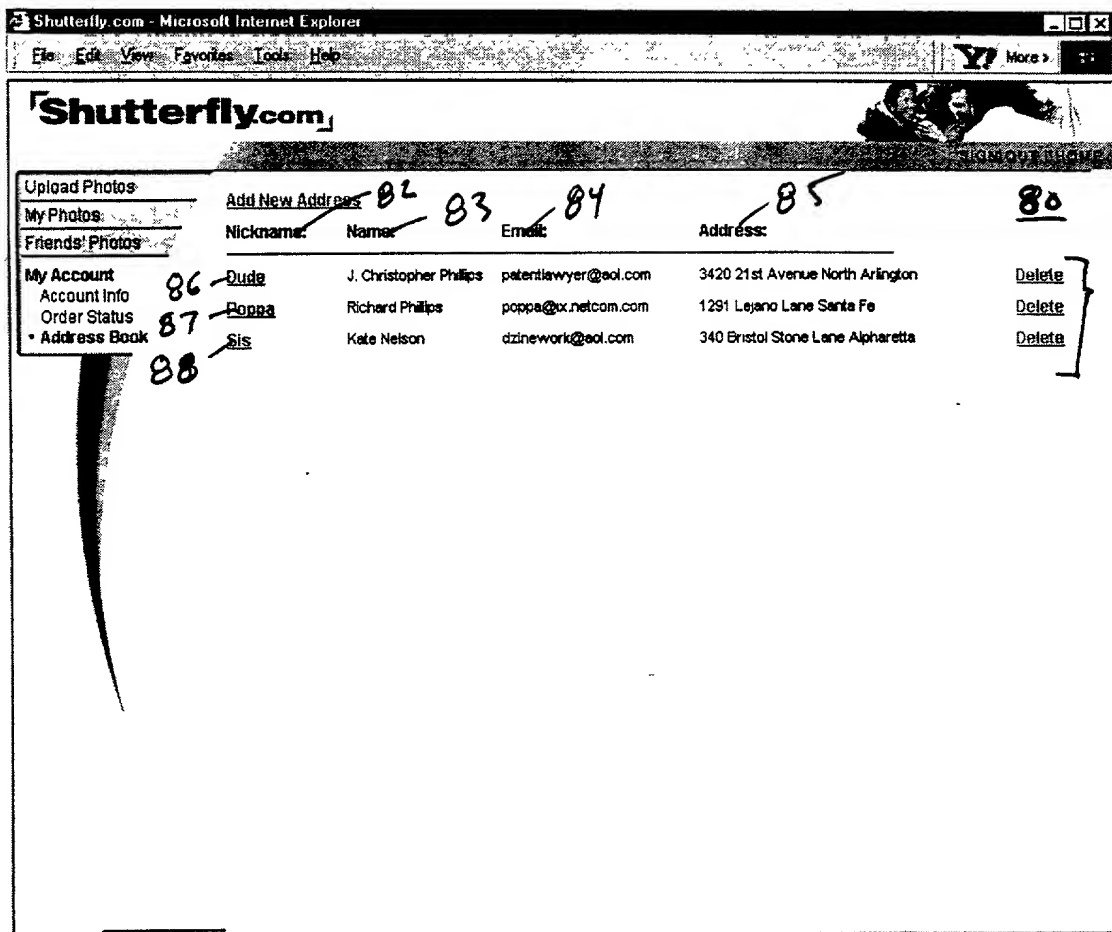 Shutterfly.com - Microsoft Internet Explorer
File Edit View Favorites Tools Help More »
Shutterfly.com
SIGN OUT HOME
Upload Photos
My Photos
Friends' Photos
My Account
Account Info
Order Status
• Address Book
Add New Address 82 83 84 85 80
Nickname: Name: Email: Address:
86 Dude J. Christopher Phillips patentlawyer@aol.com 3420 21st Avenue North Arlington Delete
87 Poppa Richard Phillips poppa@ix.netcom.com 1291 Lejano Lane Santa Fe Delete
88 Sis Kate Nelson dzinework@aol.com 340 Bristol Stone Lane Alpharetta Delete